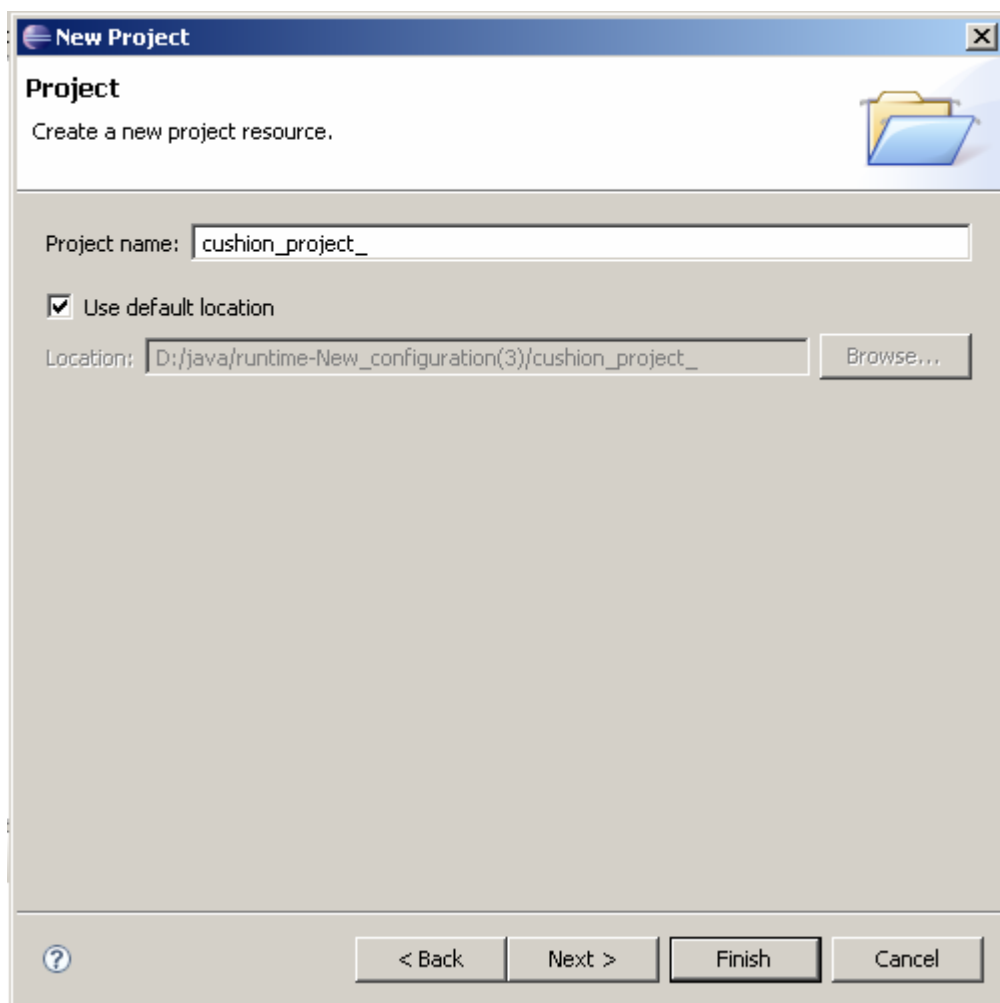 New Project
Project
Create a new project resource.
Project name: cushion_project_
Use default location
Location: D:/java/runtime-New_configuration(3)/cushion_project_ Browse...
? < Back Next > Finish Cancel